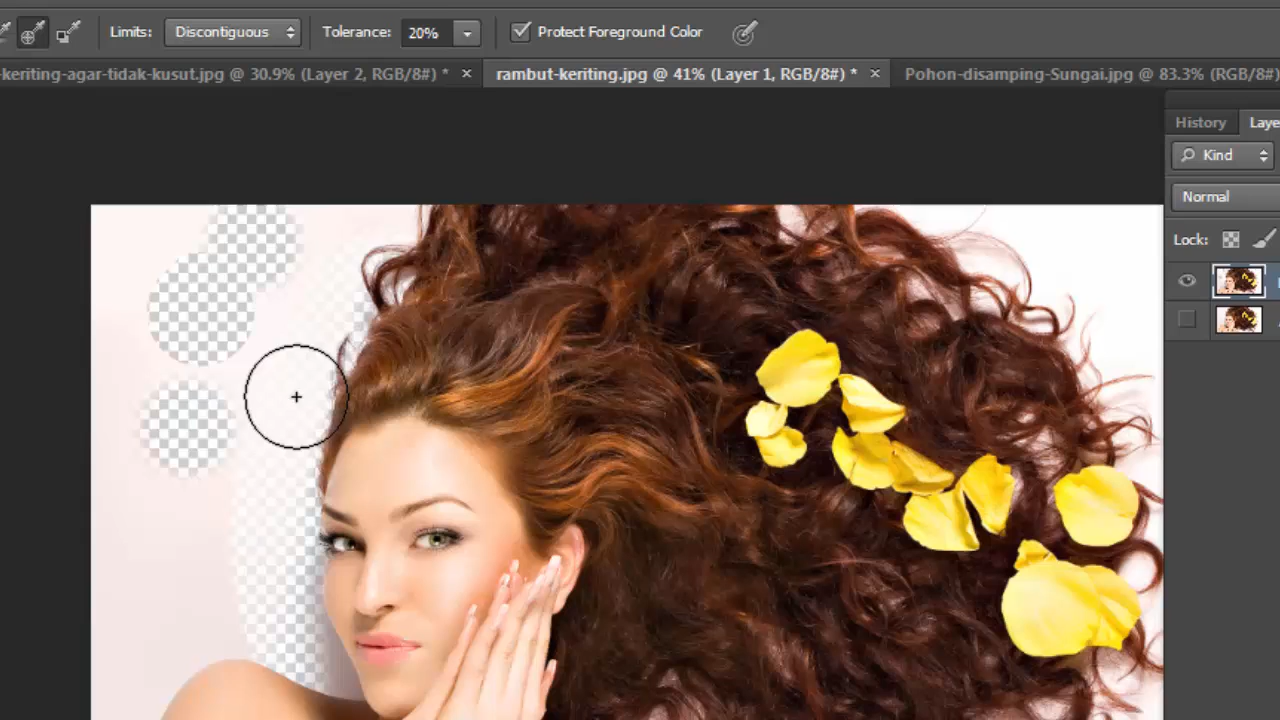 Limits: Discontiguous Tolerance: 20% Protect Foreground Color
-keriting-agar-tidak-kusut.jpg @ 30.9% (Layer 2, RGB/8#) * × rambut-keriting.jpg @ 41% (Layer 1, RGB/8#) * × Pohon-disamping-Sungai.jpg @ 83.3% (RGB/8#)
History Laye
Kind
Normal
Lock: